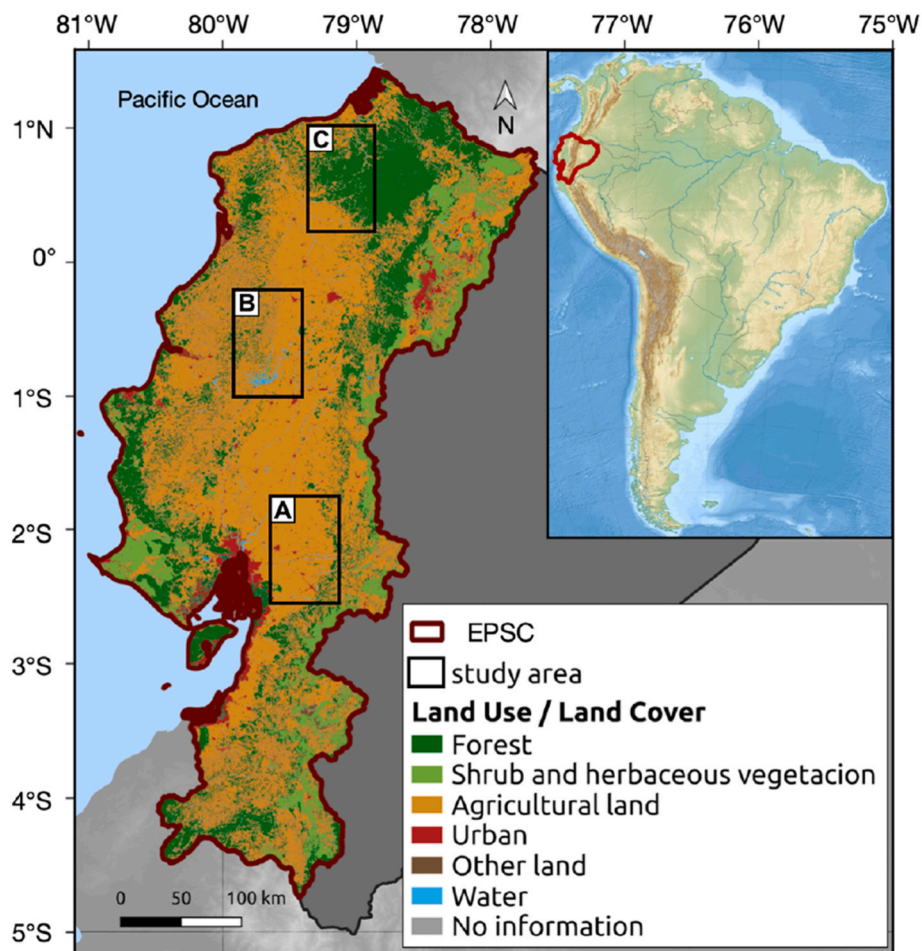 81°W 80°W 79°W 78°W 77°W 76°W 75°W
Pacific Ocean
N
1°N
C
0°
B
1°S
A
2°S
EPSC
3°S
study area
Land Use / Land Cover
Forest
Shrub and herbaceous vegetacion
4°S
Agricultural land
Urban
Other land
0 50 100 km
Water
5°S
No information